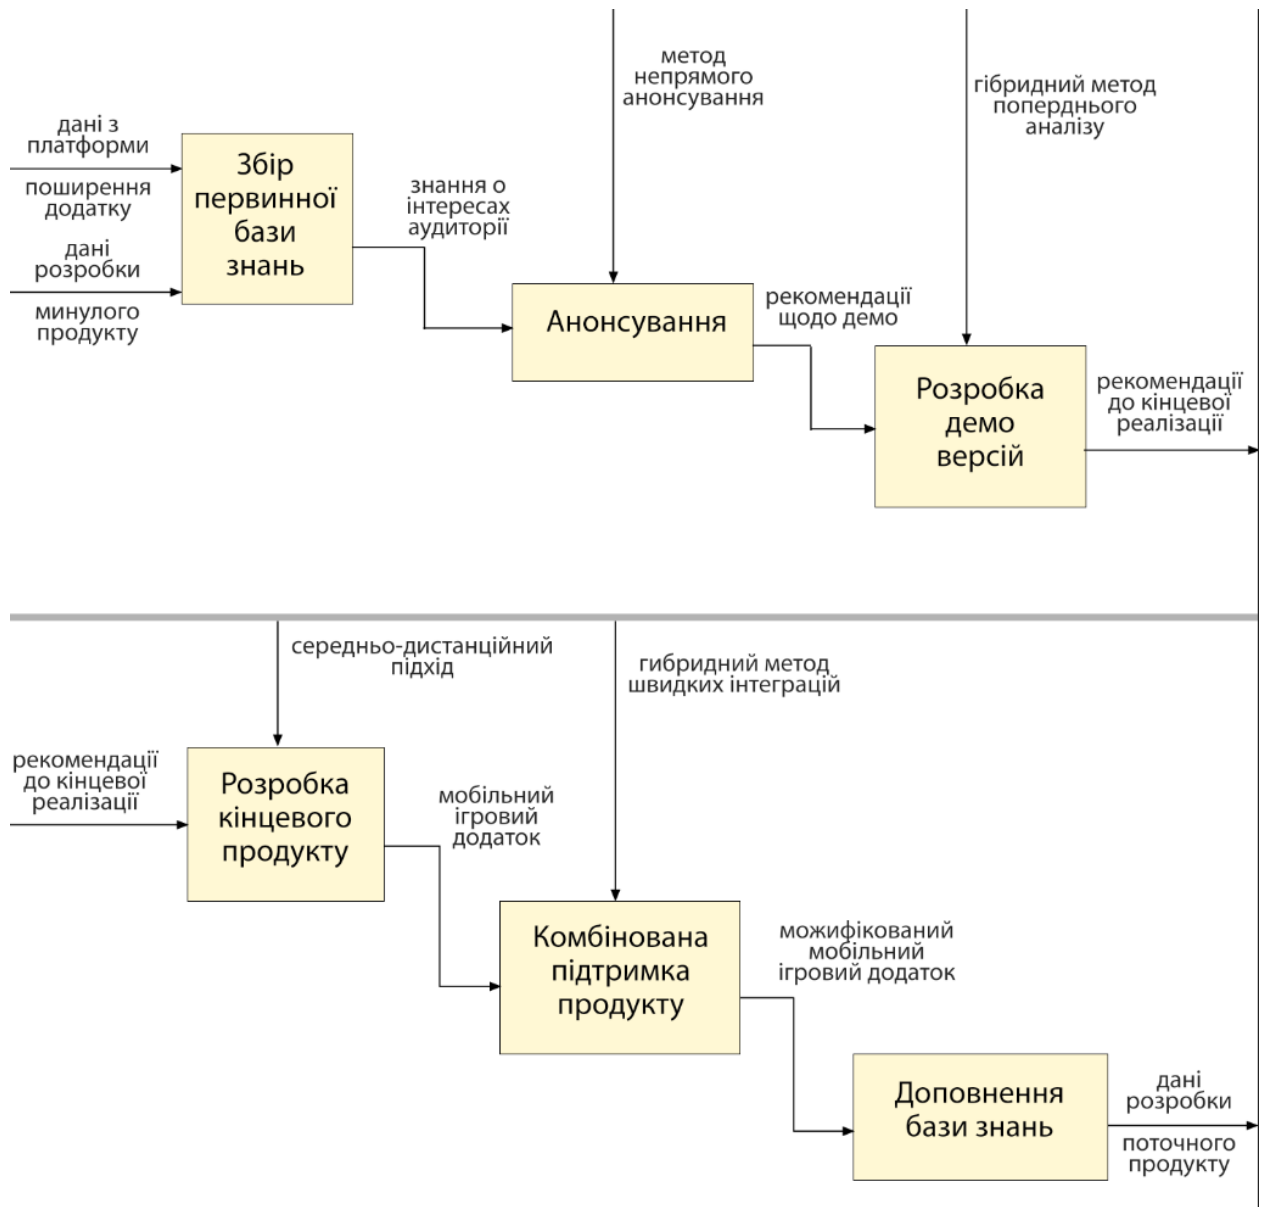 метод
непрямого
анонсування
гібридний метод
поперднього
аналізу
дані з
платформи
поширення
додатку
дані
розробки
минулого
продукту
Збір
первинної
бази
знань
знання о
інтересах
аудиторії
Анонсування
рекомендації
щодо демо
Розробка
демо
версій
рекомендації
до кінцевої
реалізації
середньо-дистанційний
підхід
гибридний метод
швидких інтеграцій
рекомендації
до кінцевої
реалізації
Розробка
кінцевого
продукту
мобільний
ігровий
додаток
Комбінована
підтримка
продукту
можифікований
мобільний
ігровий додаток
Доповнення
бази знань
дані
розробки
поточного
продукту